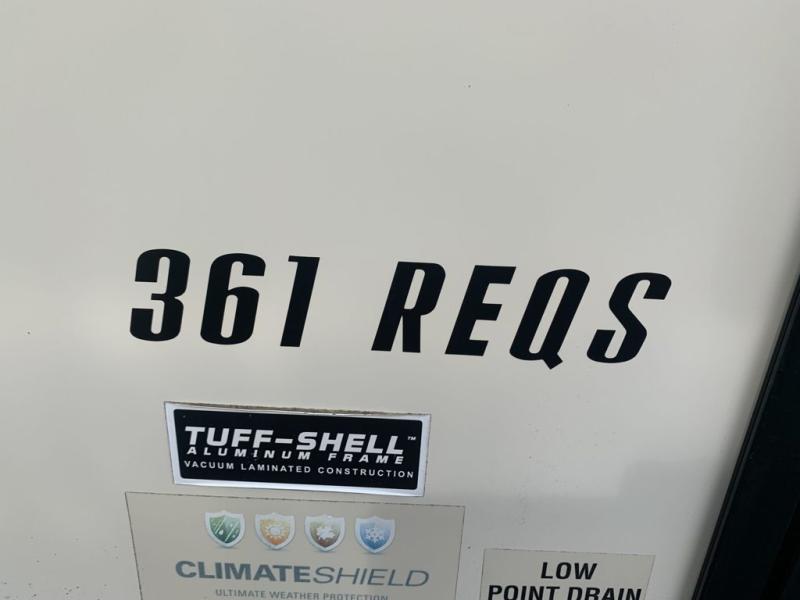 361 REQS
TUFF-SHELL™
ALUMINUM FRAME
VACUUM LAMINATED CONSTRUCTION
CLIMATESHIELD
ULTIMATE WEATHER PROTECTION
LOW
POINT DRAIN